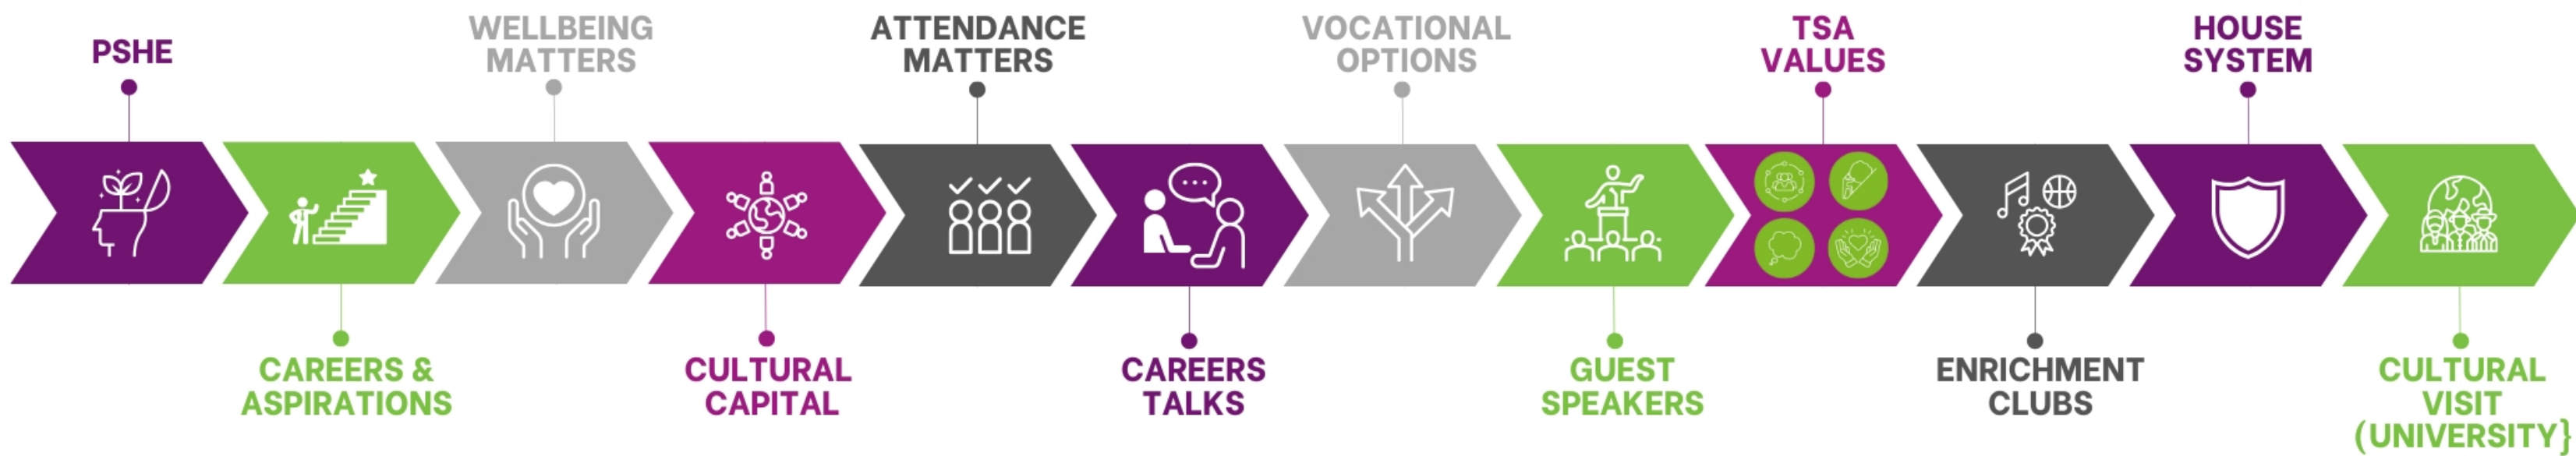 PSHE
CAREERS &
ASPIRATIONS
WELLBEING
MATTERS
CULTURAL
CAPITAL
ATTENDANCE
MATTERS
CAREERS
TALKS
VOCATIONAL
OPTIONS
GUEST
SPEAKERS
TSA
VALUES
ENRICHMENT
CLUBS
HOUSE
SYSTEM
CULTURAL
VISIT
(UNIVERSITY}